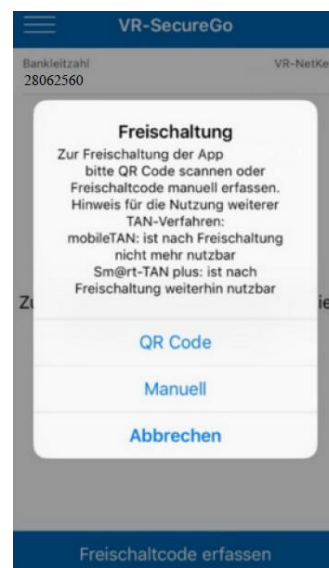 VR-SecureGo
Bankleitzahl VR-NetKe
28062560
Freischaltung
Zur Freischaltung der App
bitte QR Code scannen oder
Freischaltcode manuell erfassen.
Hinweis für die Nutzung weiterer
TAN-Verfahren:
mobileTAN: ist nach Freischaltung
nicht mehr nutzbar
Sm@rt-TAN plus: ist nach
Freischaltung weiterhin nutzbar
Zu ie
QR Code
Manuell
Abbrechen
Freischaltcode erfassen